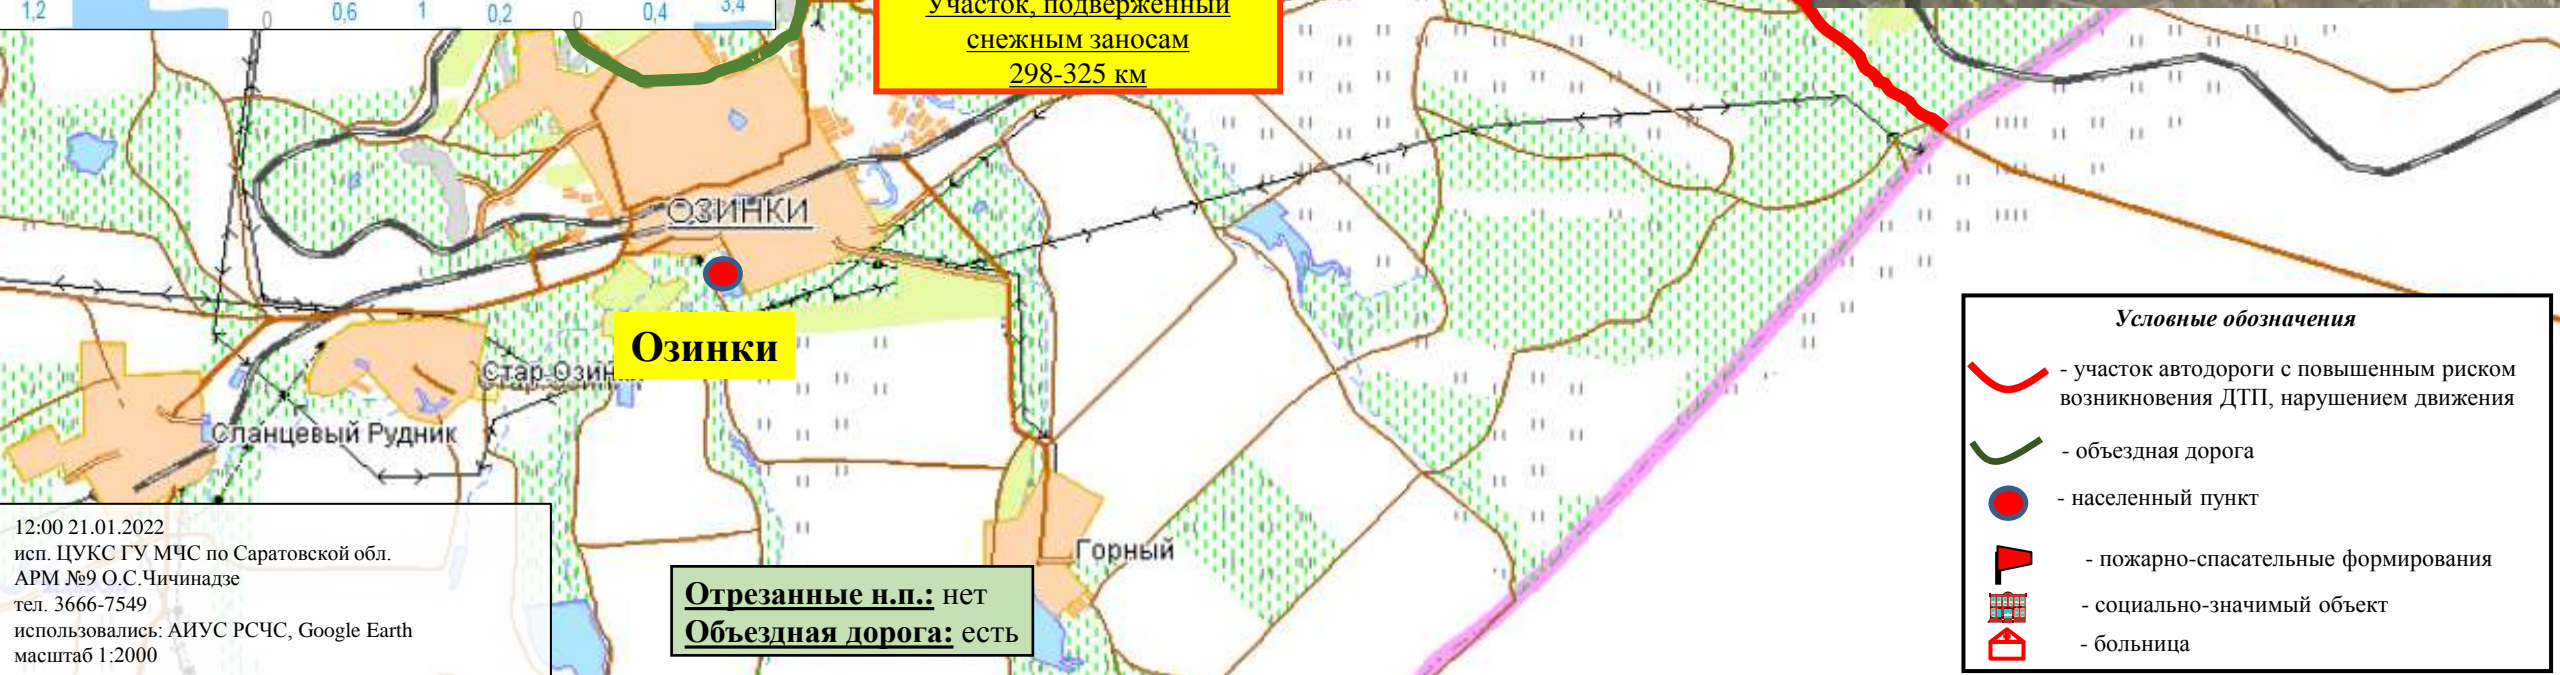 1,2
0
0,6
1
0,2
0
0,4
3,4
Участок, подверженный
снежным заносам
298-325 км
ОЗИНКИ
Озинки
Стар.Озин
Сланцевый Рудник
Горный
12:00 21.01.2022
исп. ЦУКС ГУ МЧС по Саратовской обл.
АРМ №9 О.С.Чичинадзе
тел. 3666-7549
использовались: АИУС РСЧС, Google Earth
масштаб 1:2000
Отрезанные н.п.: нет
Объездная дорога: есть
Условные обозначения
- участок автодороги с повышенным риском
возникновения ДТП, нарушением движения
- объездная дорога
- населенный пункт
- пожарно-спасательные формирования
- социально-значимый объект
- больница